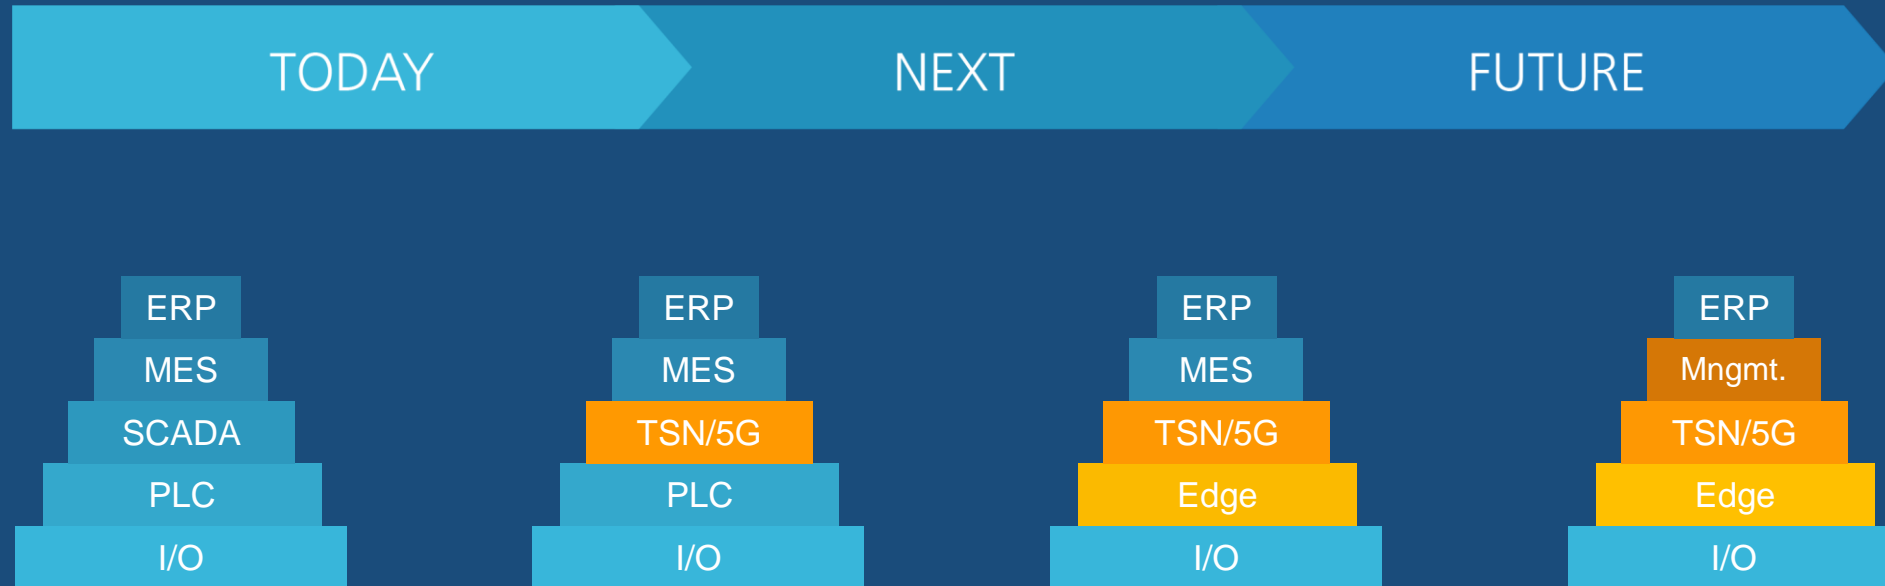 TODAY
NEXT
FUTURE
ERP
MES
SCADA
PLC
I/O
ERP
MES
TSN/5G
PLC
I/O
ERP
MES
TSN/5G
Edge
I/O
ERP
Mngmt.
TSN/5G
Edge
I/O